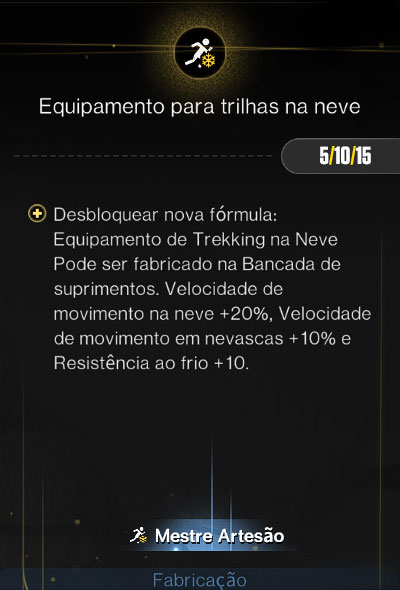 Equipamento para trilhas na neve
5/10/15
Desbloquear nova fórmula:
Equipamento de Trekking na Neve
Pode ser fabricado na Bancada de
suprimentos. Velocidade de
movimento na neve +20%, Velocidade
de movimento em nevascas +10% e
Resistência ao frio +10.
Mestre Artesão
Fabricação